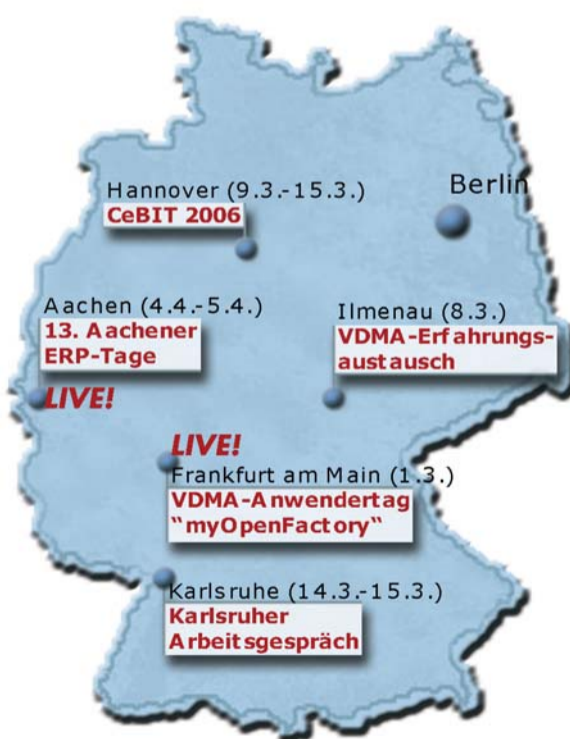 Berlin
Hannover (9.3.-15.3.)
CeBIT 2006
Aachen (4.4.-5.4.)
13. Aachener
ERP-Tage
LIVE!
Ilmenau (8.3.)
VDMA-Erfahrungs-
austausch
LIVE!
Frankfurt am Main (1.3.)
VDMA-Anwendertag
"myOpenFactory"
Karlsruhe (14.3.-15.3.)
Karlsruher
Arbeitsgespräch